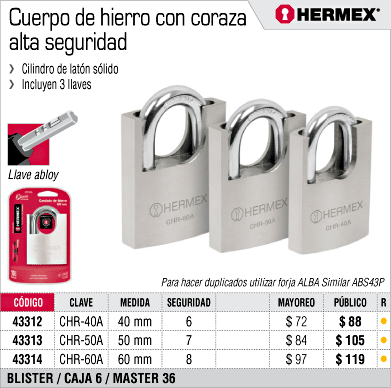 Cuerpo de hierro con coraza
alta seguridad
HERMEX®
Cilindro de latón sólido
Incluyen 3 llaves
Llave abloy
HERMEX
CHR-60A
HERMEX
CHR-50A
HERMEX
CHR-40A
Para hacer duplicados utilizar forja ALBA Similar ABS43P
CÓDIGO CLAVE MEDIDA SEGURIDAD MAYOREO PÚBLICO R
43312 CHR-40A 40 mm 6 $ 72 $ 88
43313 CHR-50A 50 mm 7 $ 84 $ 105
43314 CHR-60A 60 mm 8 $ 97 $ 119
BLISTER / CAJA 6 / MASTER 36